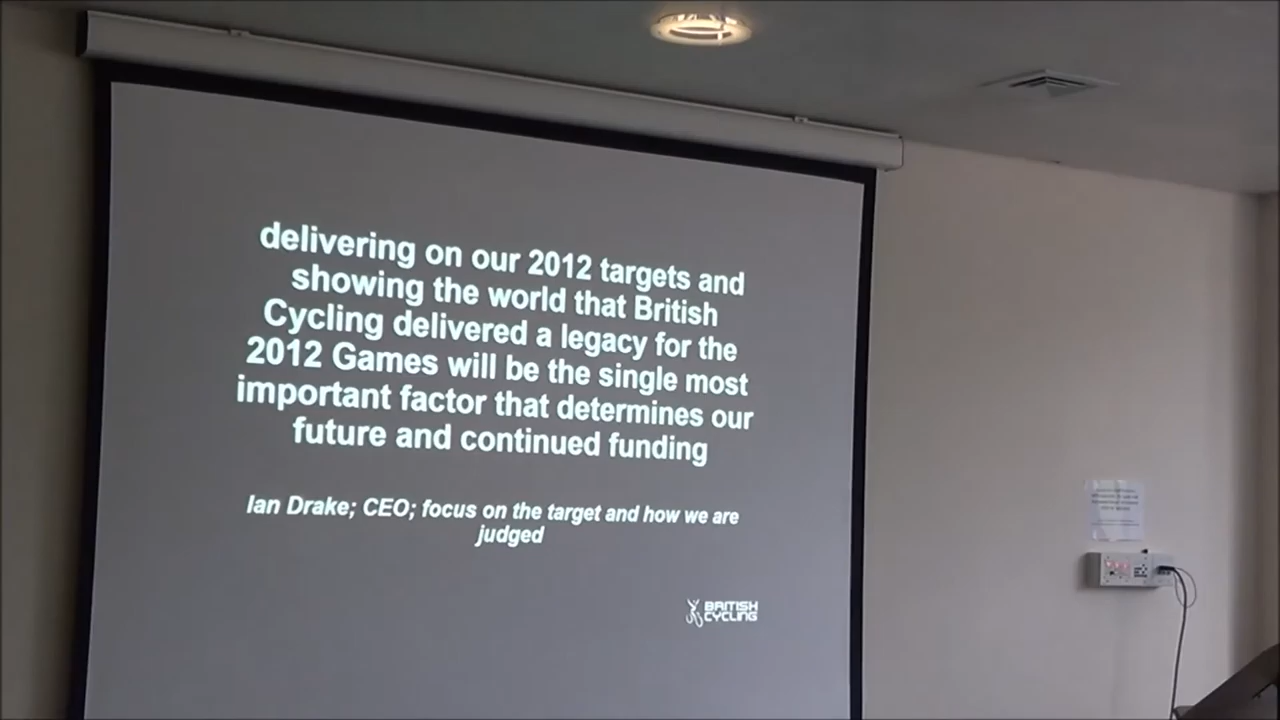 delivering on our 2012 targets and
showing the world that British
Cycling delivered a legacy for the
2012 Games will be the single most
important factor that determines our
future and continued funding
Ian Drake; CEO; focus on the target and how we are
judged
BRITISH
CYCLING